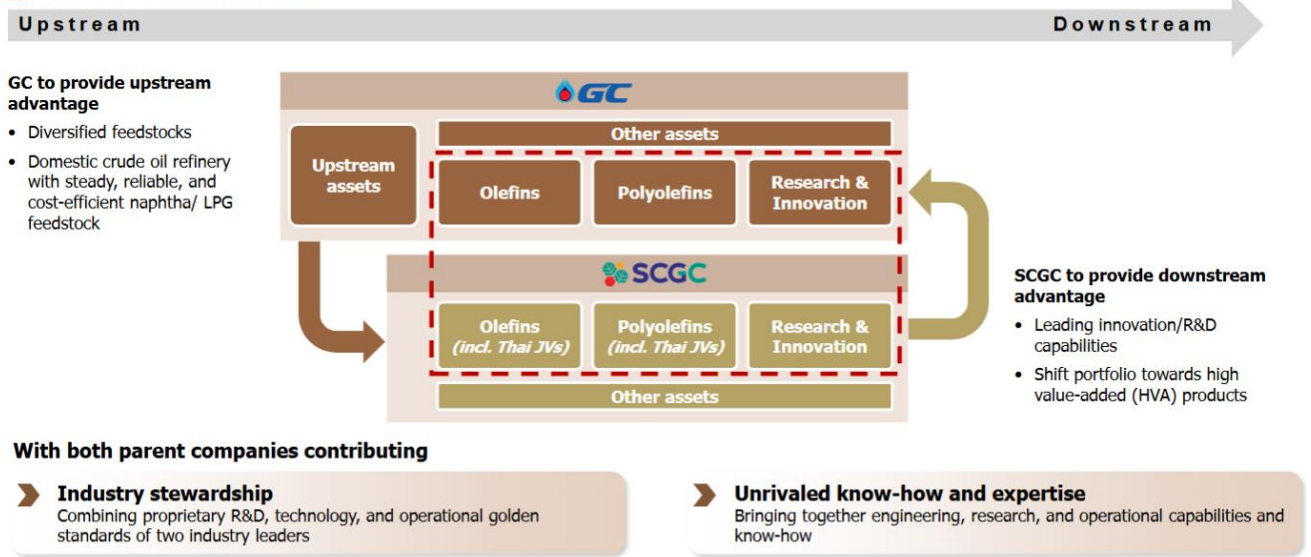 Upstream
Downstream
GC to provide upstream
advantage
• Diversified feedstocks
• Domestic crude oil refinery
with steady, reliable, and
cost-efficient naphtha/ LPG
feedstock
GC
Other assets
Upstream
assets
Olefins
Polyolefins
Research &
Innovation
SCGC
Olefins
(incl. Thai JVs)
Polyolefins
(incl. Thai JVs)
Research &
Innovation
Other assets
SCGC to provide downstream
advantage
• Leading innovation/R&D
capabilities
• Shift portfolio towards high
value-added (HVA) products
With both parent companies contributing
Industry stewardship
Combining proprietary R&D, technology, and operational golden
standards of two industry leaders
Unrivaled know-how and expertise
Bringing together engineering, research, and operational capabilities and
know-how